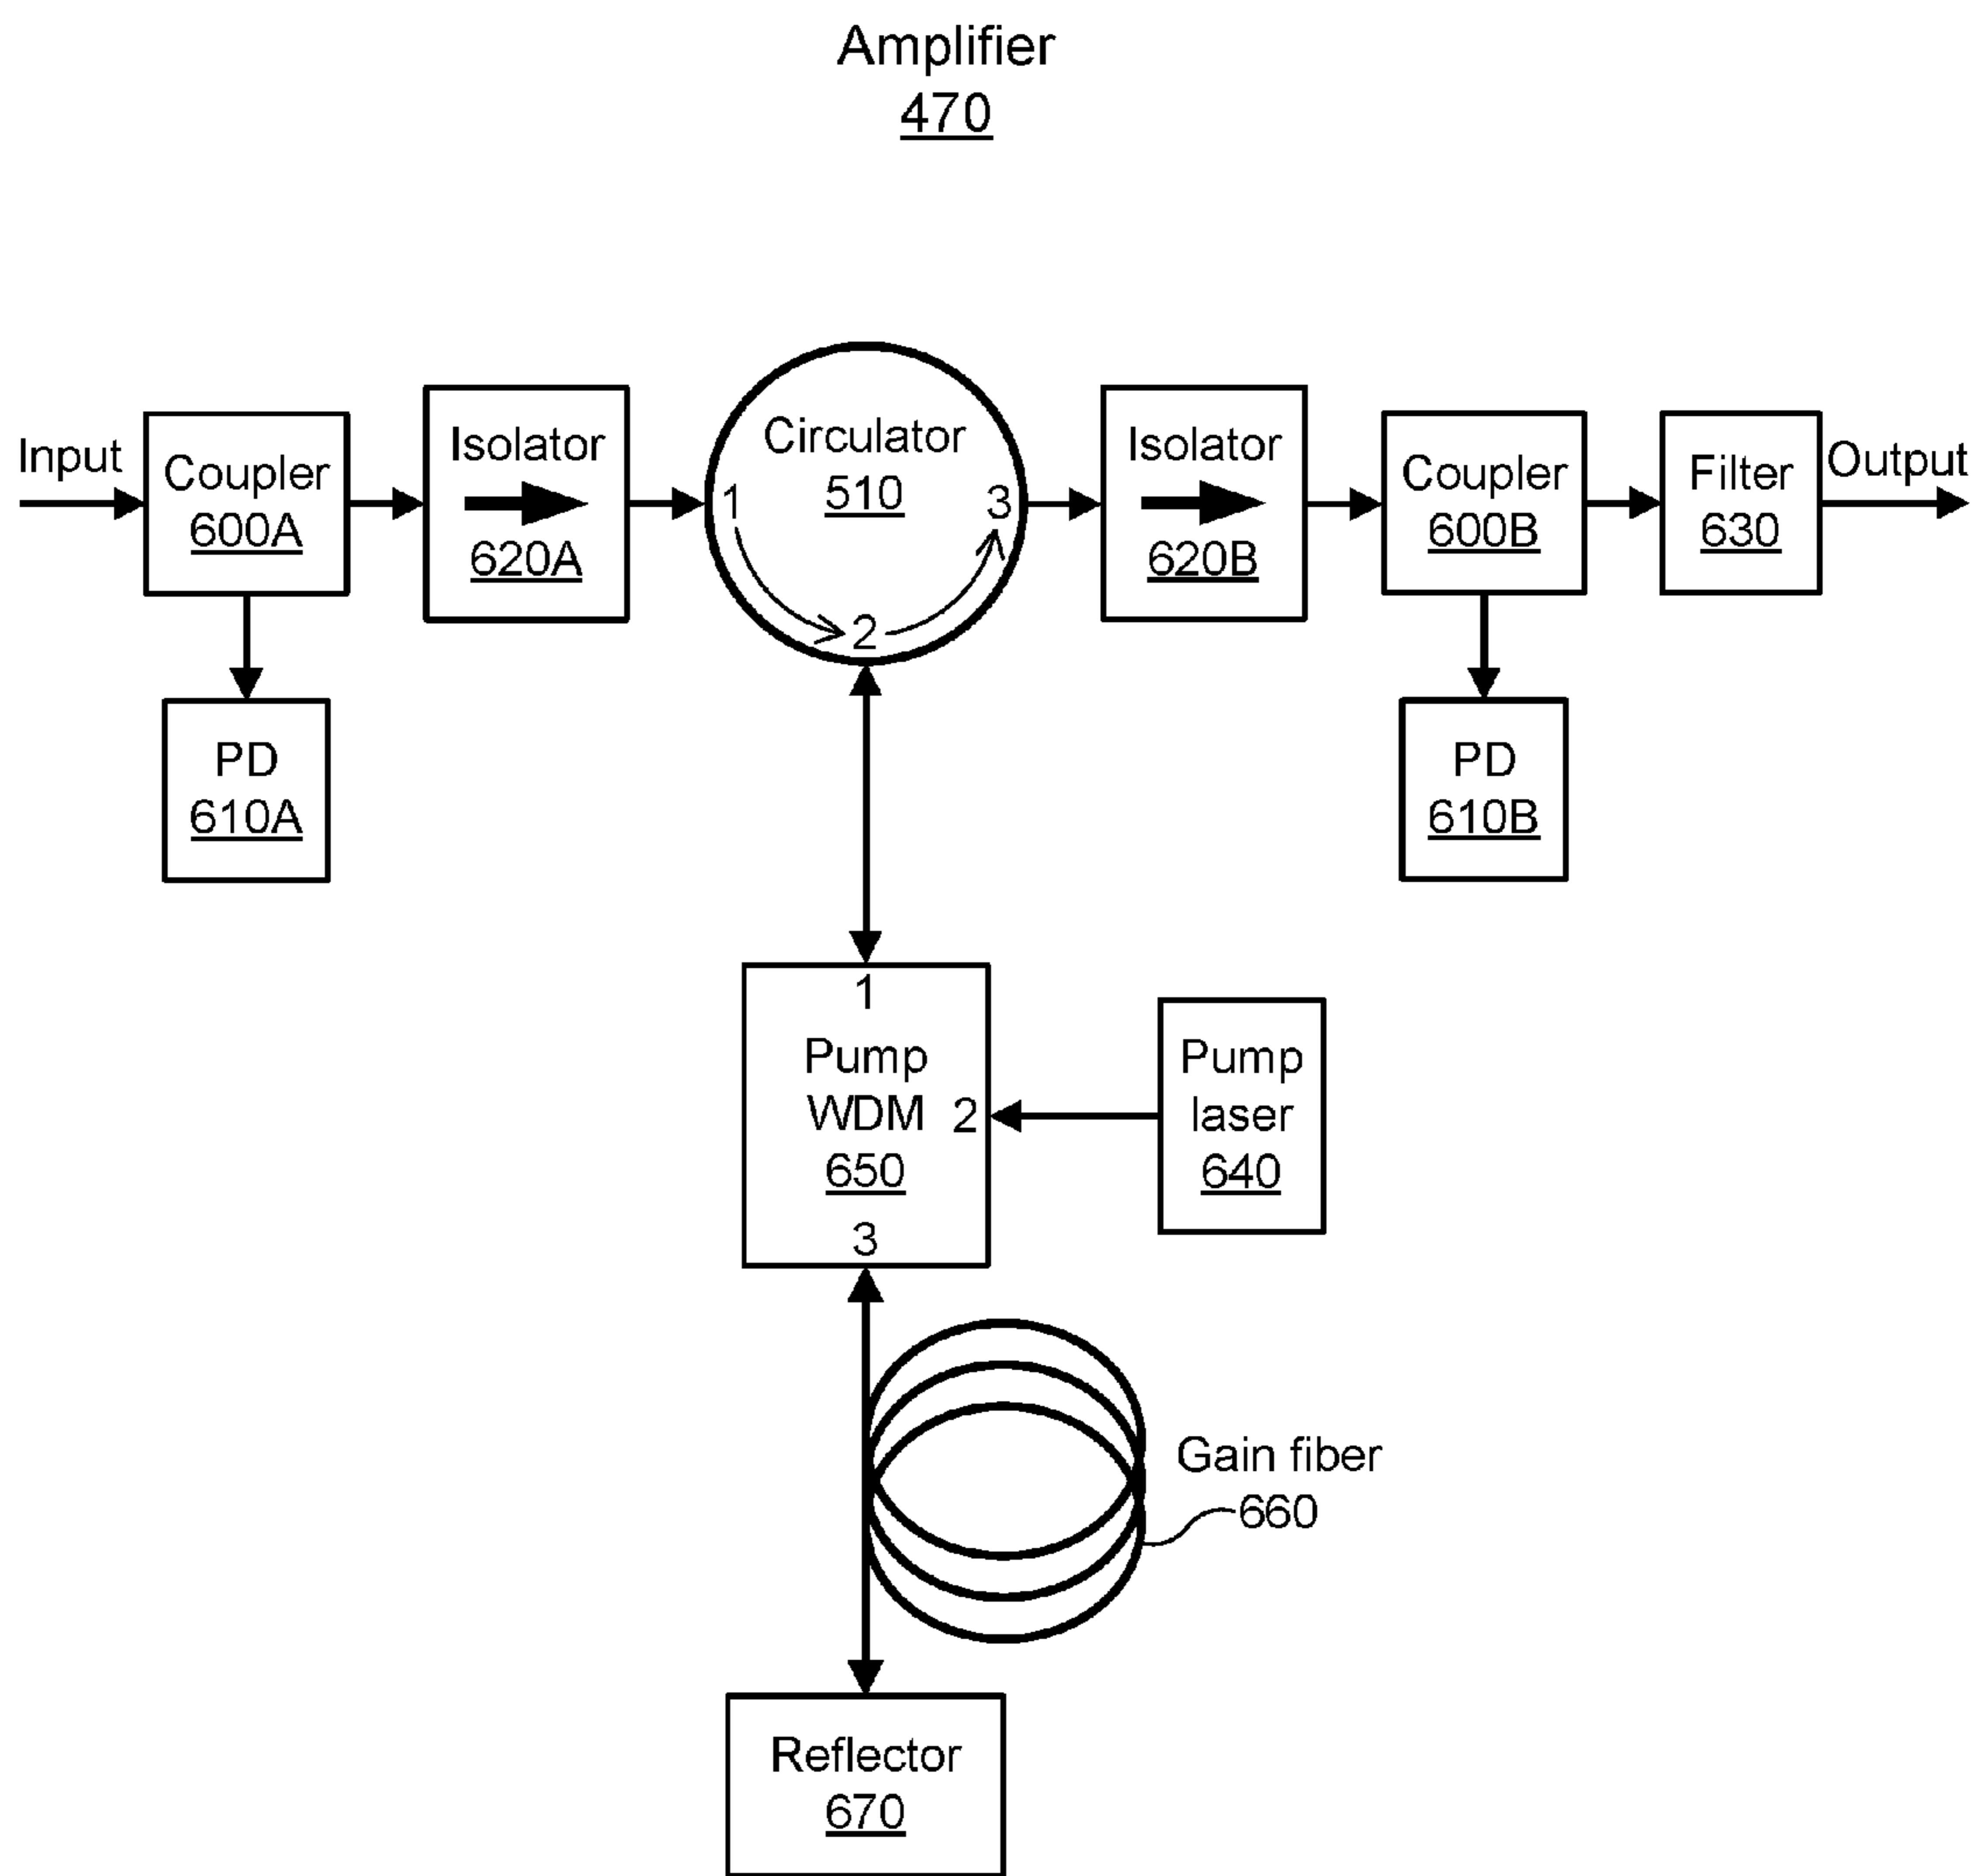 Amplifier
470
Input
Coupler
600A
Isolator
620A
Circulator
510
1
2
3
Isolator
620B
Coupler
600B
Filter
630
Output
PD
610A
PD
610B
1
Pump
WDM
650
2
3
Pump
laser
640
Gain fiber
660
Reflector
670